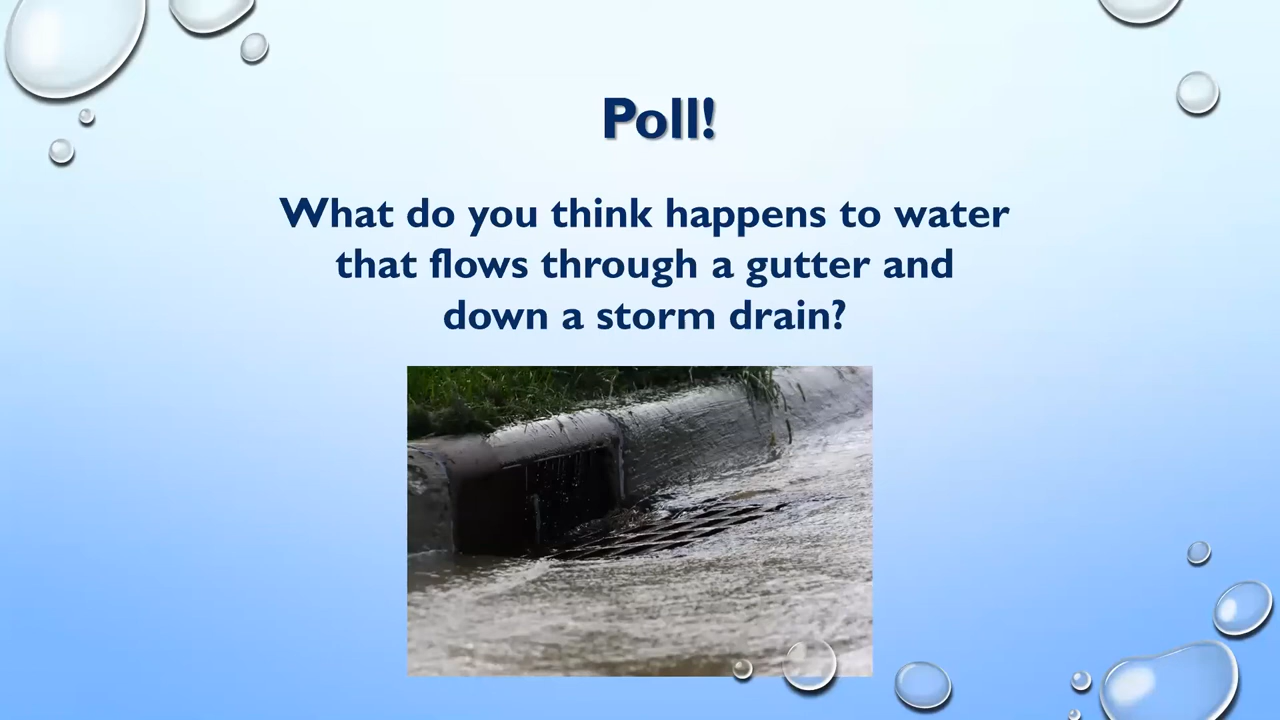 Poll!
What do you think happens to water
that flows through a gutter and
down a storm drain?